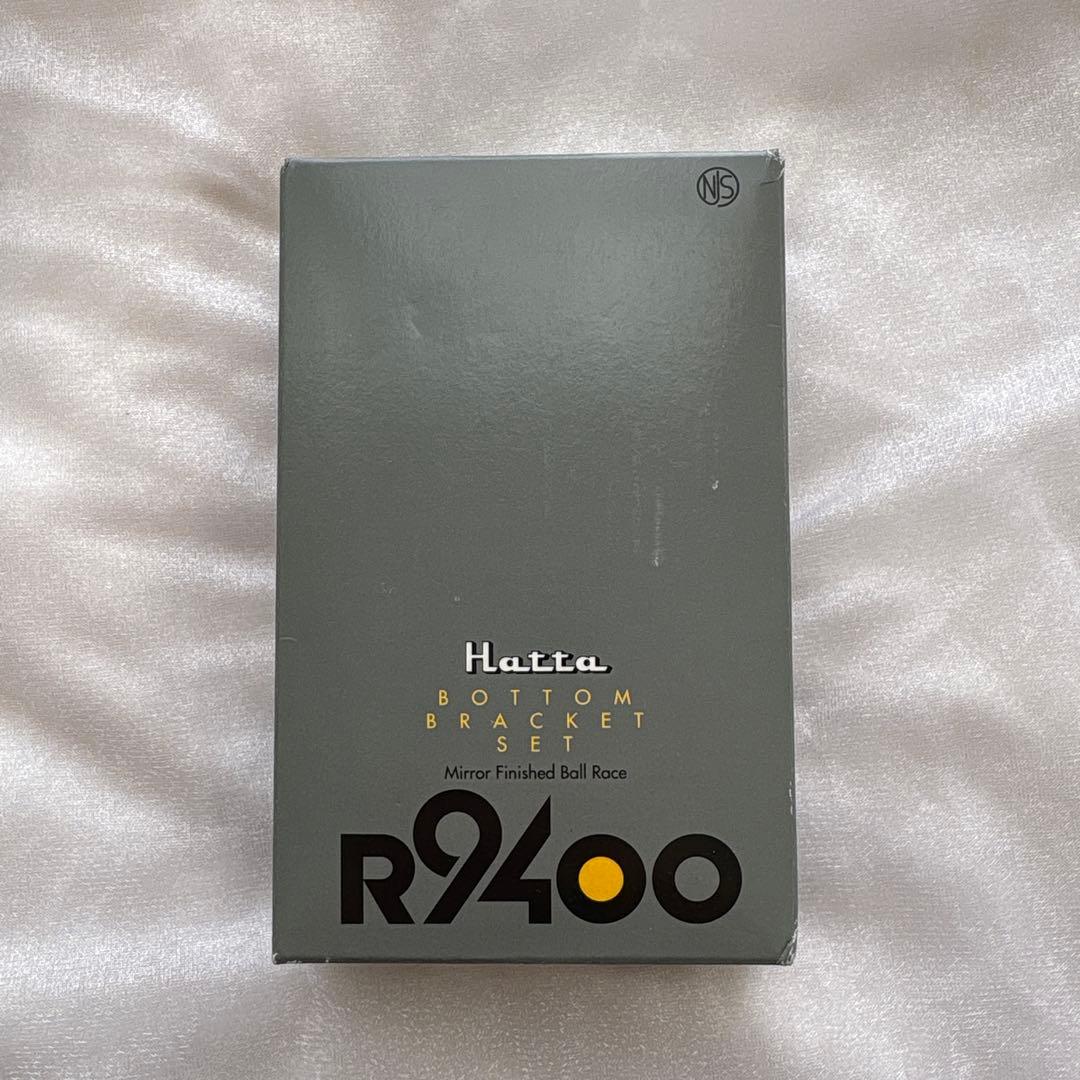 NJS
Hatta
BOTTOM
BRACKET
SET
Mirror Finished Ball Race
R9400